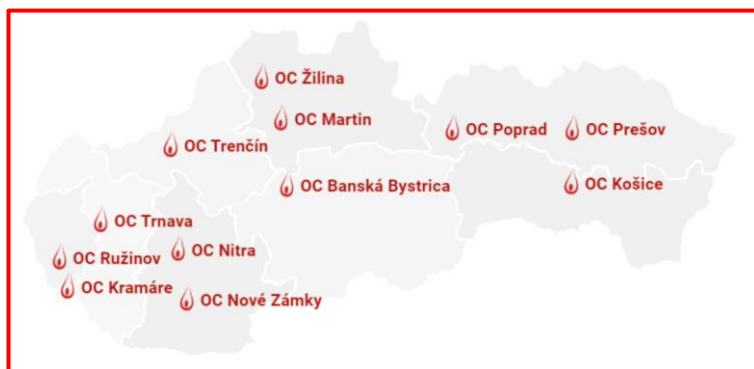 OC Žilina
OC Martin
OC Poprad
OC Prešov
OC Trenčín
OC Banská Bystrica
OC Košice
OC Trnava
OC Nitra
OC Ružinov
OC Kramáre
OC Nové Zámky